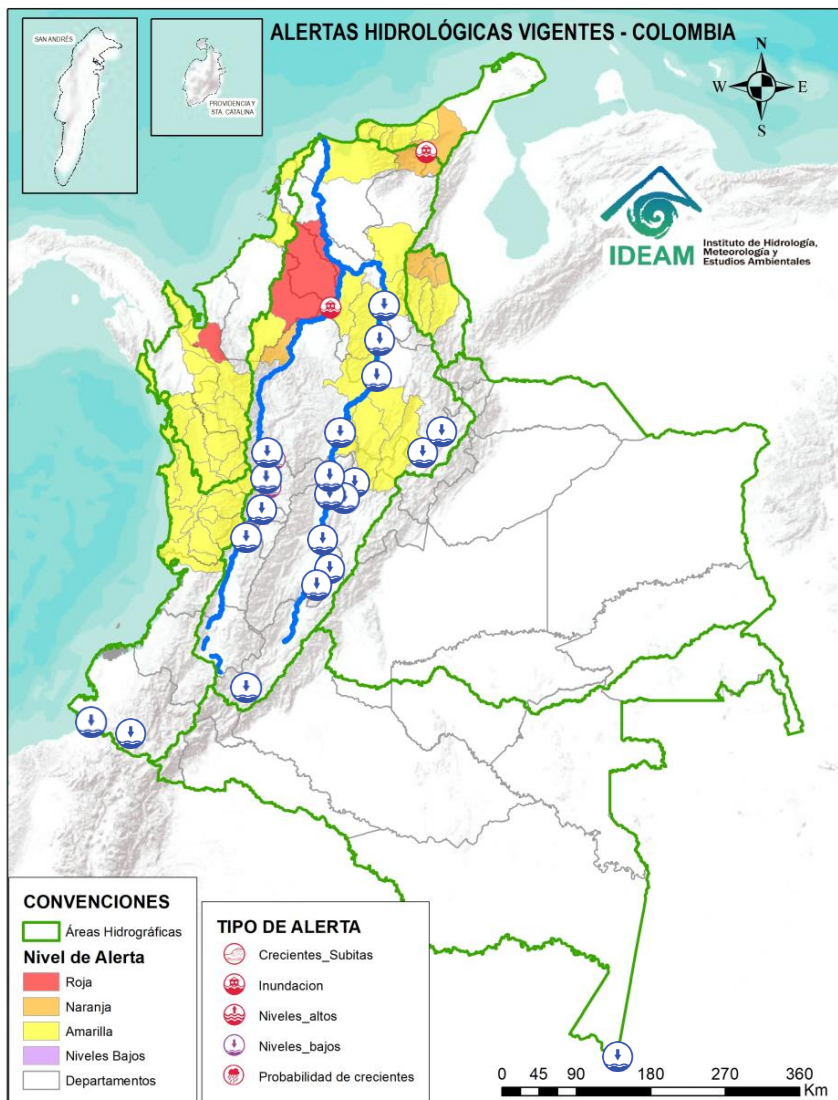 ALERTAS HIDROLÓGICAS VIGENTES - COLOMBIA
SAN ANDRÉS
PROVIDENCIA Y
STA. CATALINA
N
W E
S
IDEAM
Instituto de Hidrología,
Meteorología y
Estudios Ambientales
CONVENCIONES
Áreas Hidrográficas
Nivel de Alerta
Roja
Naranja
Amarilla
Niveles Bajos
Departamentos
TIPO DE ALERTA
Crecientes_Subitas
Inundacion
Niveles_altos
Niveles_bajos
Probabilidad de crecientes
0 45 90 180 270 360
Km